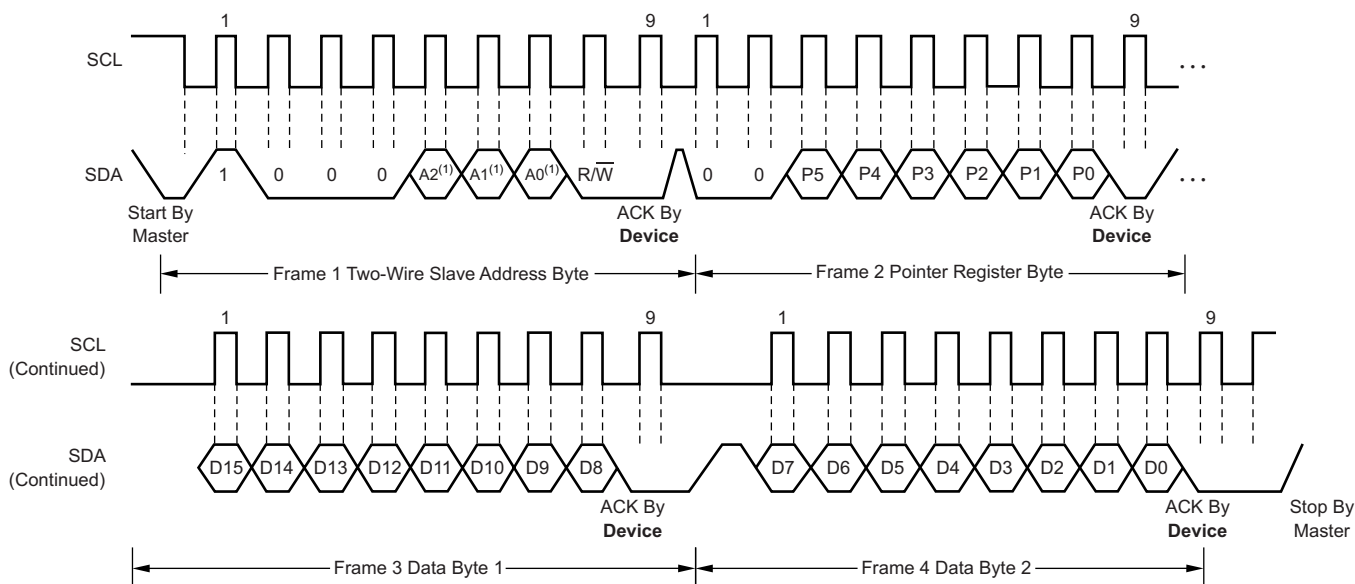 1 9 1 9
SCL ...
SDA 1 0 0 0 A2(1) A1(1) A0(1) R/W̅ 0 0 P5 P4 P3 P2 P1 P0 ...
Start By
Master
ACK By
Device
ACK By
Device
Frame 1 Two-Wire Slave Address Byte
Frame 2 Pointer Register Byte
1 9 1 9
SCL
(Continued)
SDA
(Continued)
D15 D14 D13 D12 D11 D10 D9 D8 D7 D6 D5 D4 D3 D2 D1 D0
ACK By
Device
ACK By
Device
Stop By
Master
Frame 3 Data Byte 1
Frame 4 Data Byte 2